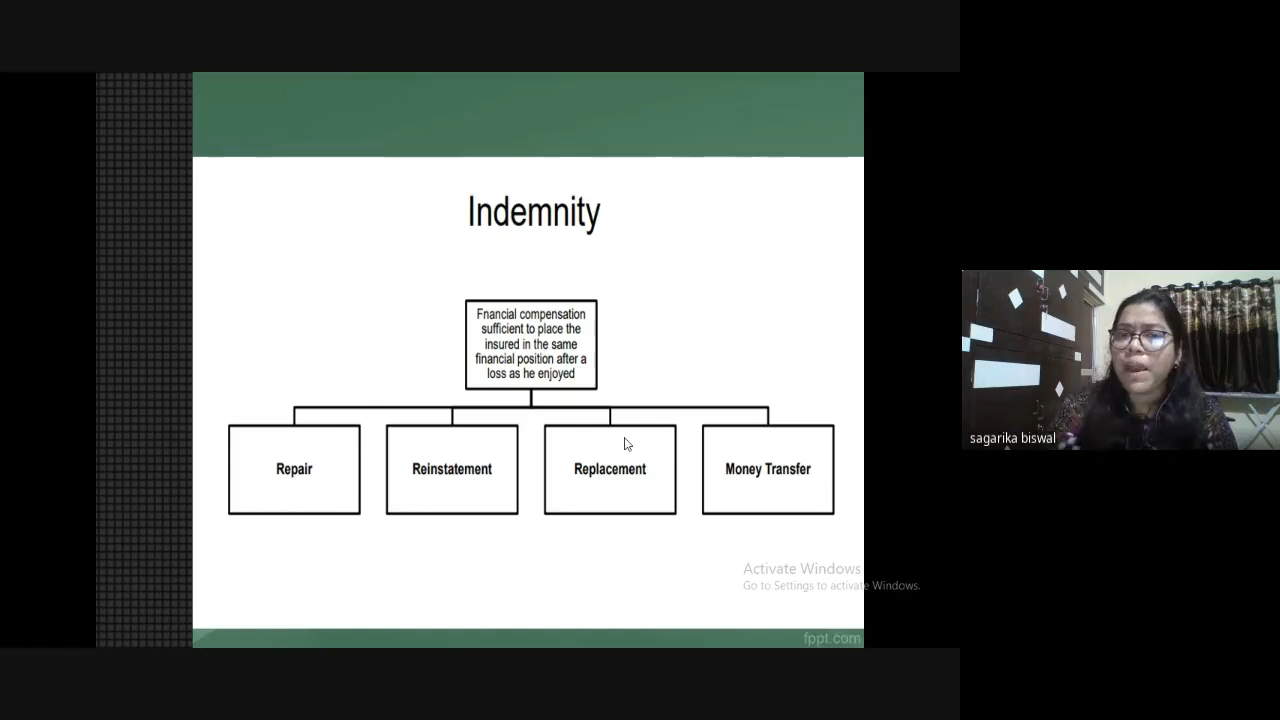 Indemnity
Fnancial compensation
sufficient to place the
insured in the same
financial position after a
loss as he enjoyed
Repair
Reinstatement
Replacement
Money Transfer
sagarika biswal
Activate Windows
Go to Settings to activate Windows.
fppt.com